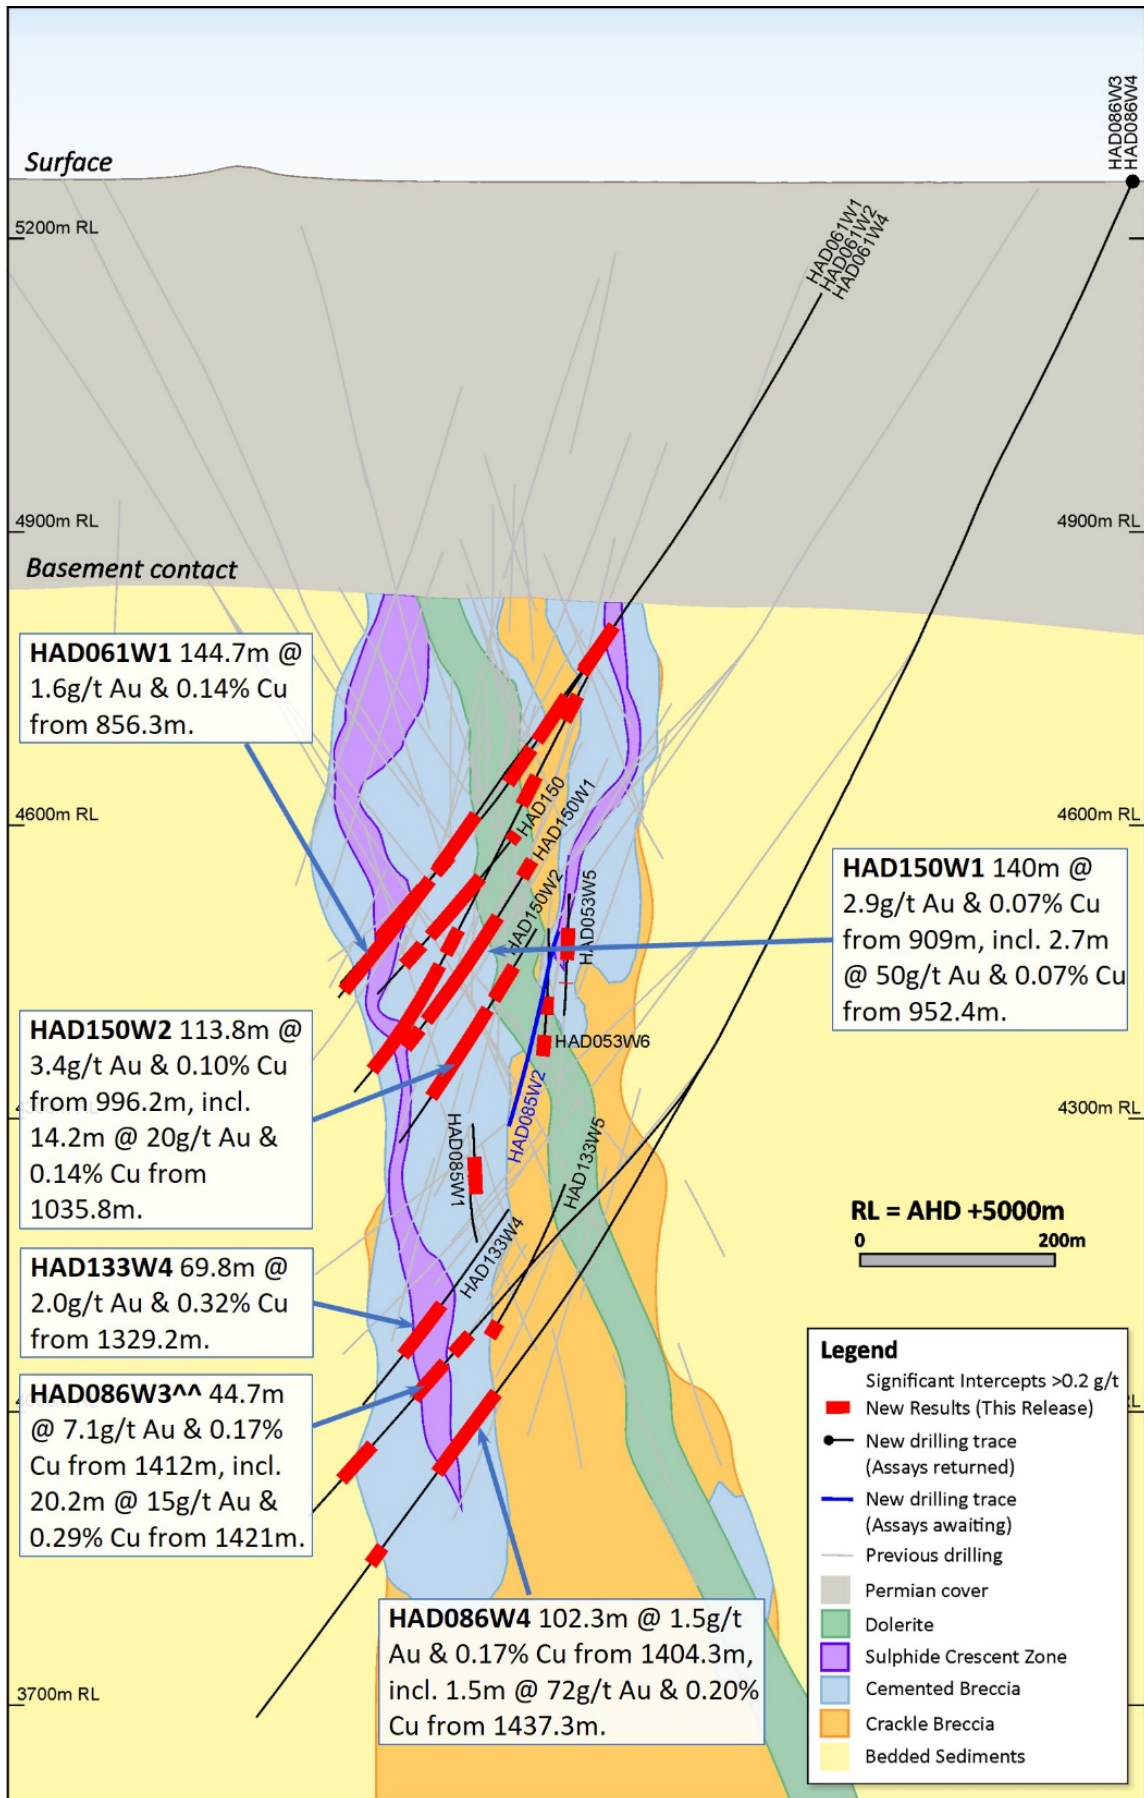 HAD086W3
HAD086W4
Surface
5200m RL
HAD061W1
HAD061W2
HAD061W4
4900m RL
4900m RL
Basement contact
HAD061W1 144.7m @
1.6g/t Au & 0.14% Cu
from 856.3m.
4600m RL
4600m RL
HAD150
HAD150W1
HAD150W2
HAD053W5
HAD150W1 140m @
2.9g/t Au & 0.07% Cu
from 909m, incl. 2.7m
@ 50g/t Au & 0.07% Cu
from 952.4m.
HAD150W2 113.8m @
3.4g/t Au & 0.10% Cu
from 996.2m, incl.
14.2m @ 20g/t Au &
0.14% Cu from
1035.8m.
HAD053W6
HAD085W2
4300m RL
HAD085W1
HAD133W5
HAD133W4
RL = AHD +5000m
0 200m
HAD133W4 69.8m @
2.0g/t Au & 0.32% Cu
from 1329.2m.
HAD086W3^^ 44.7m
@ 7.1g/t Au & 0.17%
Cu from 1412m, incl.
20.2m @ 15g/t Au &
0.29% Cu from 1421m.
HAD086W4 102.3m @ 1.5g/t
Au & 0.17% Cu from 1404.3m,
incl. 1.5m @ 72g/t Au & 0.20%
Cu from 1437.3m.
3700m RL
Legend
Significant Intercepts >0.2 g/t
New Results (This Release)
New drilling trace
(Assays returned)
New drilling trace
(Assays awaiting)
Previous drilling
Permian cover
Dolerite
Sulphide Crescent Zone
Cemented Breccia
Crackle Breccia
Bedded Sediments